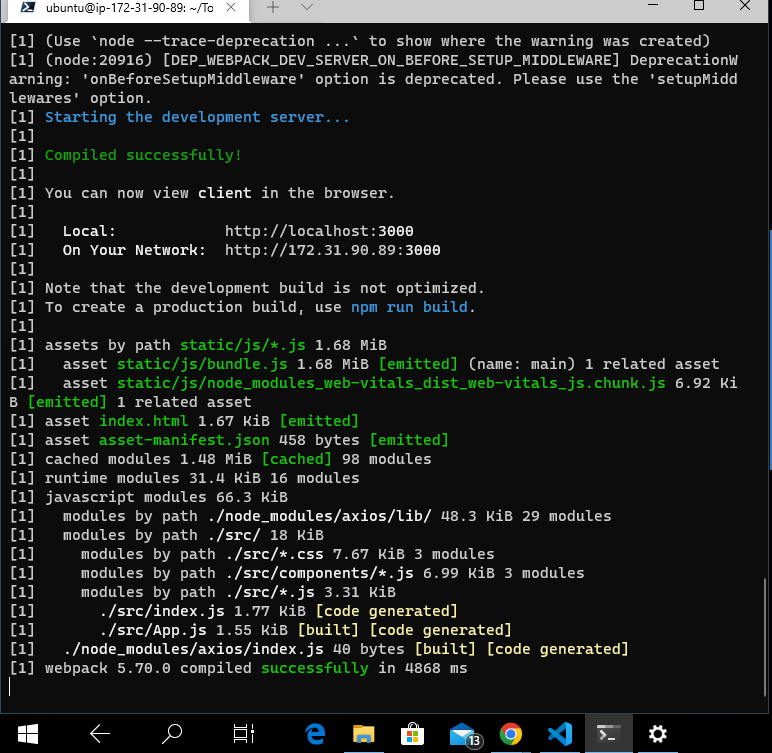 ubuntu@ip-172-31-90-89: ~/To
[1] (Use `node --trace-deprecation ...` to show where the warning was created)
[1] (node:20916) [DEP_WEBPACK_DEV_SERVER_ON_BEFORE_SETUP_MIDDLEWARE] DeprecationW
arning: 'onBeforeSetupMiddleware' option is deprecated. Please use the 'setupMidd
lewares' option.
[1] Starting the development server...
[1]
[1] Compiled successfully!
[1]
[1] You can now view client in the browser.
[1]
[1]   Local:            http://localhost:3000
[1]   On Your Network:  http://172.31.90.89:3000
[1]
[1] Note that the development build is not optimized.
[1] To create a production build, use npm run build.
[1]
[1] assets by path static/js/*.js 1.68 MiB
[1]   asset static/js/bundle.js 1.68 MiB [emitted] (name: main) 1 related asset
[1]   asset static/js/node_modules_web-vitals_dist_web-vitals_js.chunk.js 6.92 Ki
B [emitted] 1 related asset
[1] asset index.html 1.67 KiB [emitted]
[1] asset asset-manifest.json 458 bytes [emitted]
[1] cached modules 1.48 MiB [cached] 98 modules
[1] runtime modules 31.4 KiB 16 modules
[1] javascript modules 66.3 KiB
[1]   modules by path ./node_modules/axios/lib/ 48.3 KiB 29 modules
[1]   modules by path ./src/ 18 KiB
[1]     modules by path ./src/*.css 7.67 KiB 3 modules
[1]     modules by path ./src/components/*.js 6.99 KiB 3 modules
[1]     modules by path ./src/*.js 3.31 KiB
[1]       ./src/index.js 1.77 KiB [code generated]
[1]       ./src/App.js 1.55 KiB [built] [code generated]
[1]   ./node_modules/axios/index.js 40 bytes [built] [code generated]
[1] webpack 5.70.0 compiled successfully in 4868 ms
13